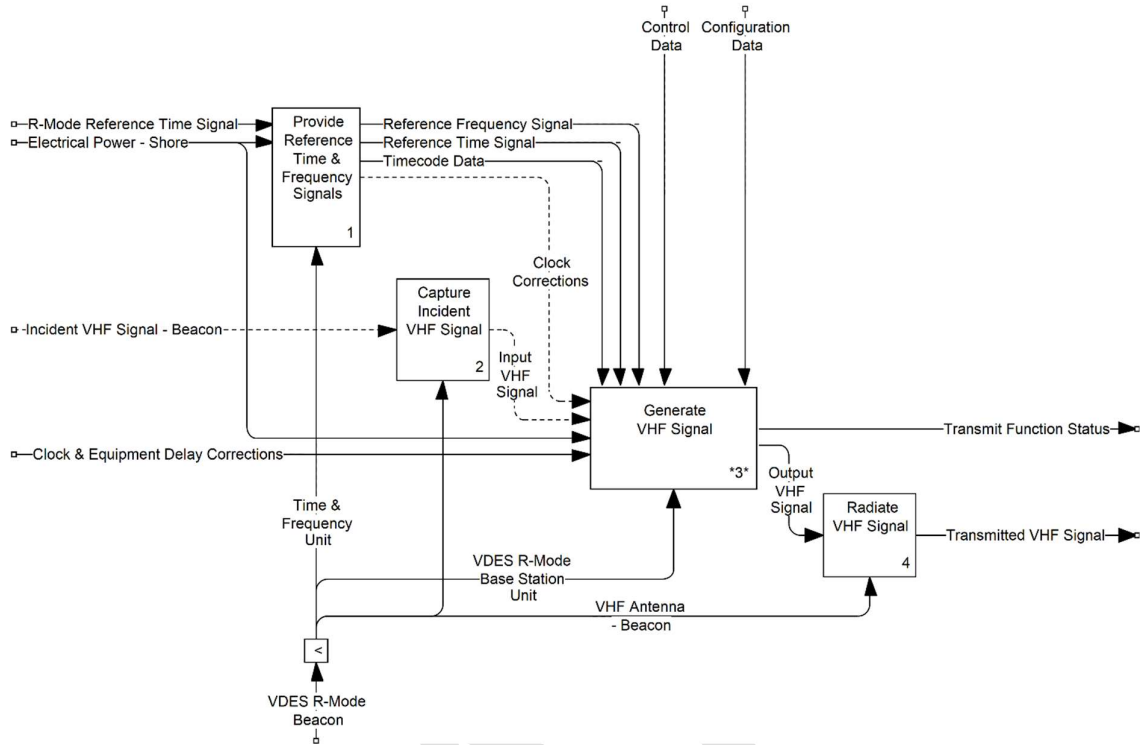 Control
Data
Configuration
Data
R-Mode Reference Time Signal
Electrical Power - Shore
Provide
Reference
Time &
Frequency
Signals
1
Reference Frequency Signal
Reference Time Signal
Timecode Data
Clock
Corrections
Incident VHF Signal - Beacon
Capture
Incident
VHF Signal
2
Input
VHF
Signal
Generate
VHF Signal
*3*
Clock & Equipment Delay Corrections
Transmit Function Status
Output
VHF
Signal
Radiate
VHF Signal
4
Transmitted VHF Signal
Time &
Frequency
Unit
VDES R-Mode
Base Station
Unit
VHF Antenna
- Beacon
<
VDES R-Mode
Beacon